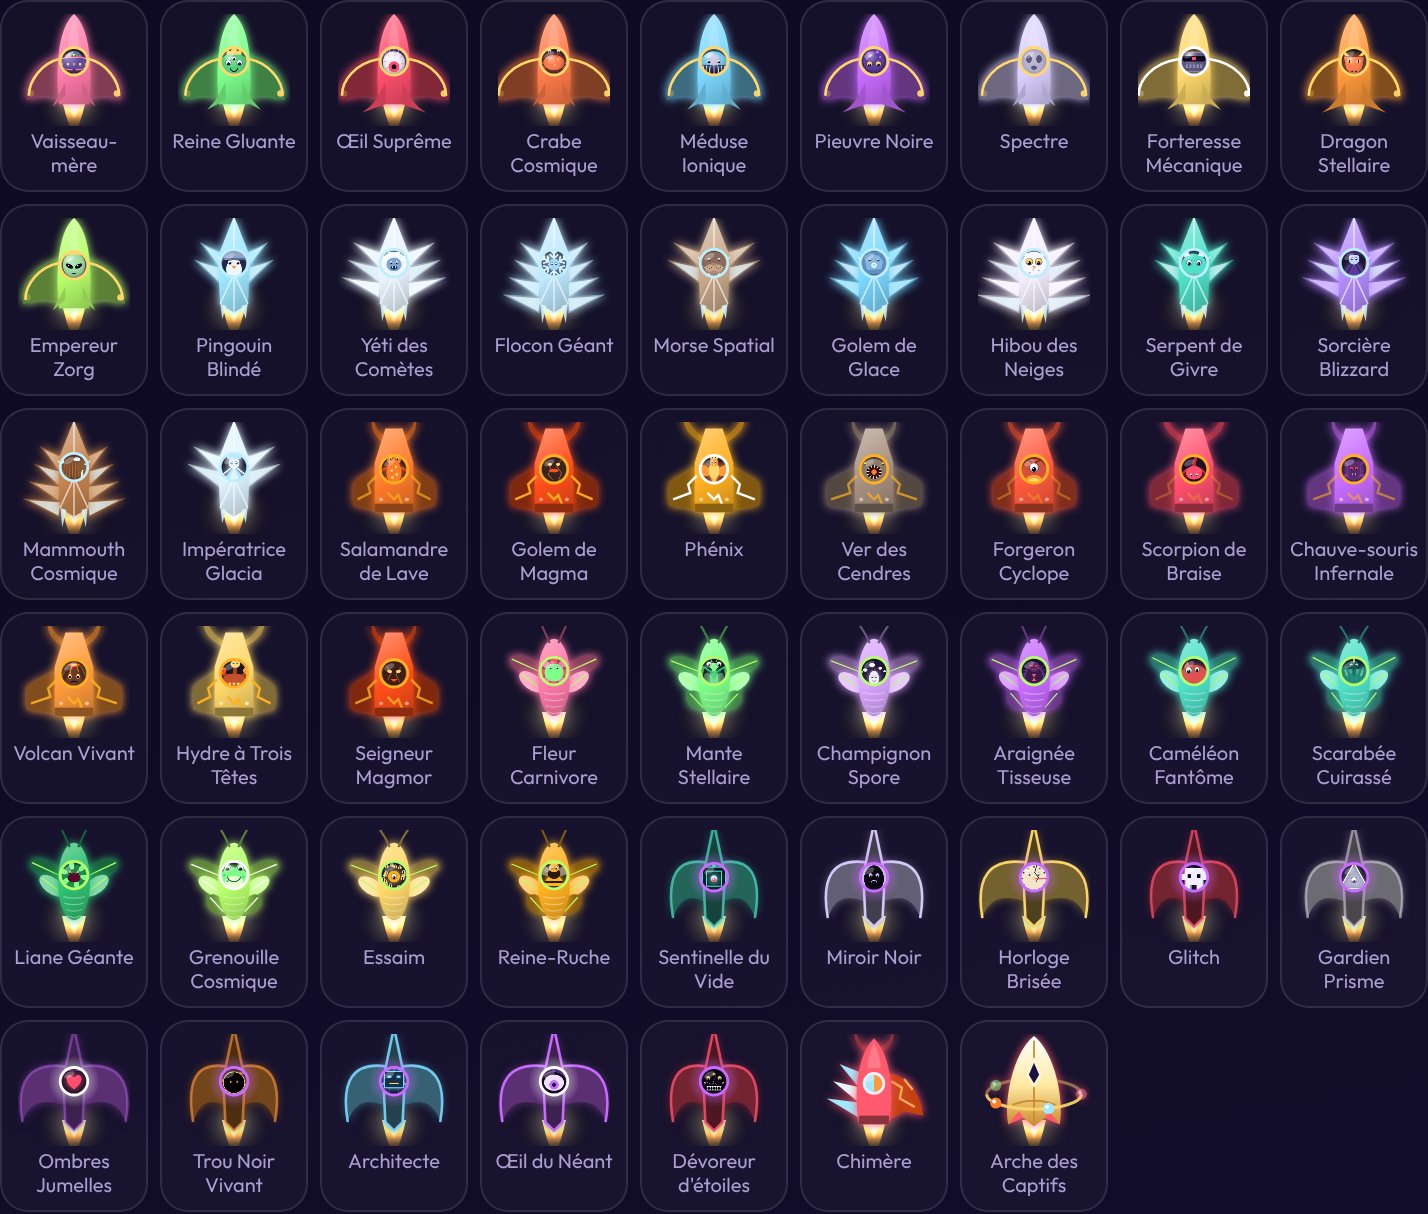 Vaisseau-
mère
Reine Gluante
Œil Suprême
Crabe
Cosmique
Méduse
Ionique
Pieuvre Noire
Spectre
Forteresse
Mécanique
Dragon
Stellaire
Empereur
Zorg
Pingouin
Blindé
Yéti des
Comètes
Flocon Géant
Morse Spatial
Golem de
Glace
Hibou des
Neiges
Serpent de
Givre
Sorcière
Blizzard
Mammouth
Cosmique
Impératrice
Glacia
Salamandre
de Lave
Golem de
Magma
Phénix
Ver des
Cendres
Forgeron
Cyclope
Scorpion de
Braise
Chauve-souris
Infernale
Volcan Vivant
Hydre à Trois
Têtes
Seigneur
Magmor
Fleur
Carnivore
Mante
Stellaire
Champignon
Spore
Araignée
Tisseuse
Caméléon
Fantôme
Scarabée
Cuirassé
Liane Géante
Grenouille
Cosmique
Essaim
Reine-Ruche
Sentinelle du
Vide
Miroir Noir
Horloge
Brisée
Glitch
Gardien
Prisme
Ombres
Jumelles
Trou Noir
Vivant
Architecte
Œil du Néant
Dévoreur
d'étoiles
Chimère
Arche des
Captifs